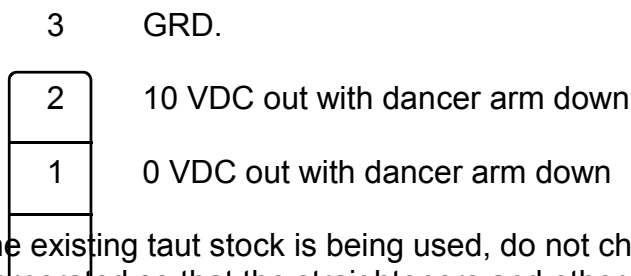 3 GRD.
2 10 VDC out with dancer arm down
1 0 VDC out with dancer arm down
existing taut stock is being used, do not
so that the straighteners and other